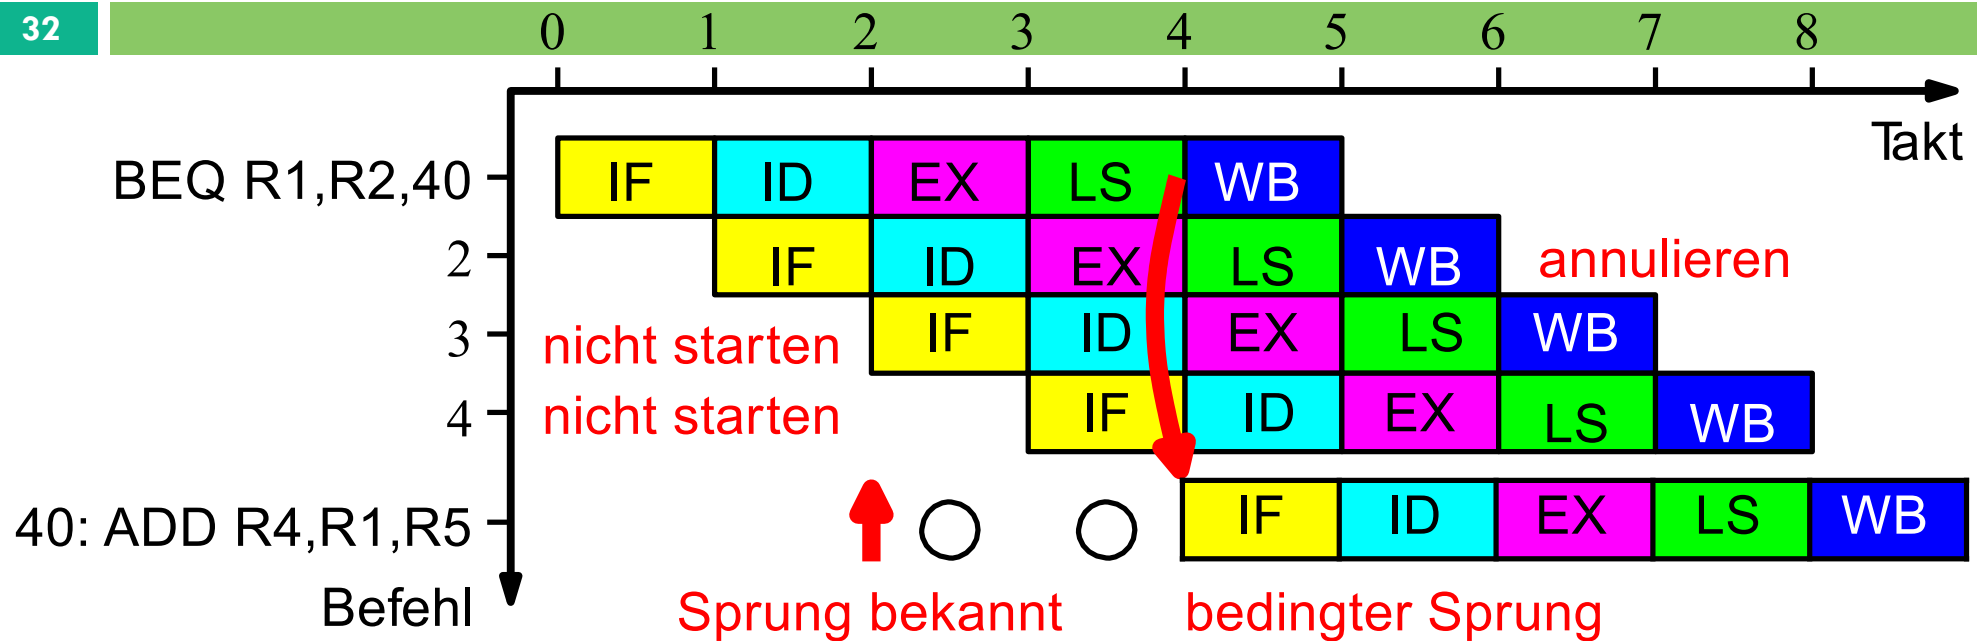 32
0 1 2 3 4 5 6 7 8
Takt
BEQ R1,R2,40 IF ID EX LS WB
2 IF ID EX LS WB annulieren
3 nicht starten IF ID EX LS WB
4 nicht starten IF ID EX LS WB
40: ADD R4,R1,R5 IF ID EX LS WB
Befehl Sprung bekannt bedingter Sprung